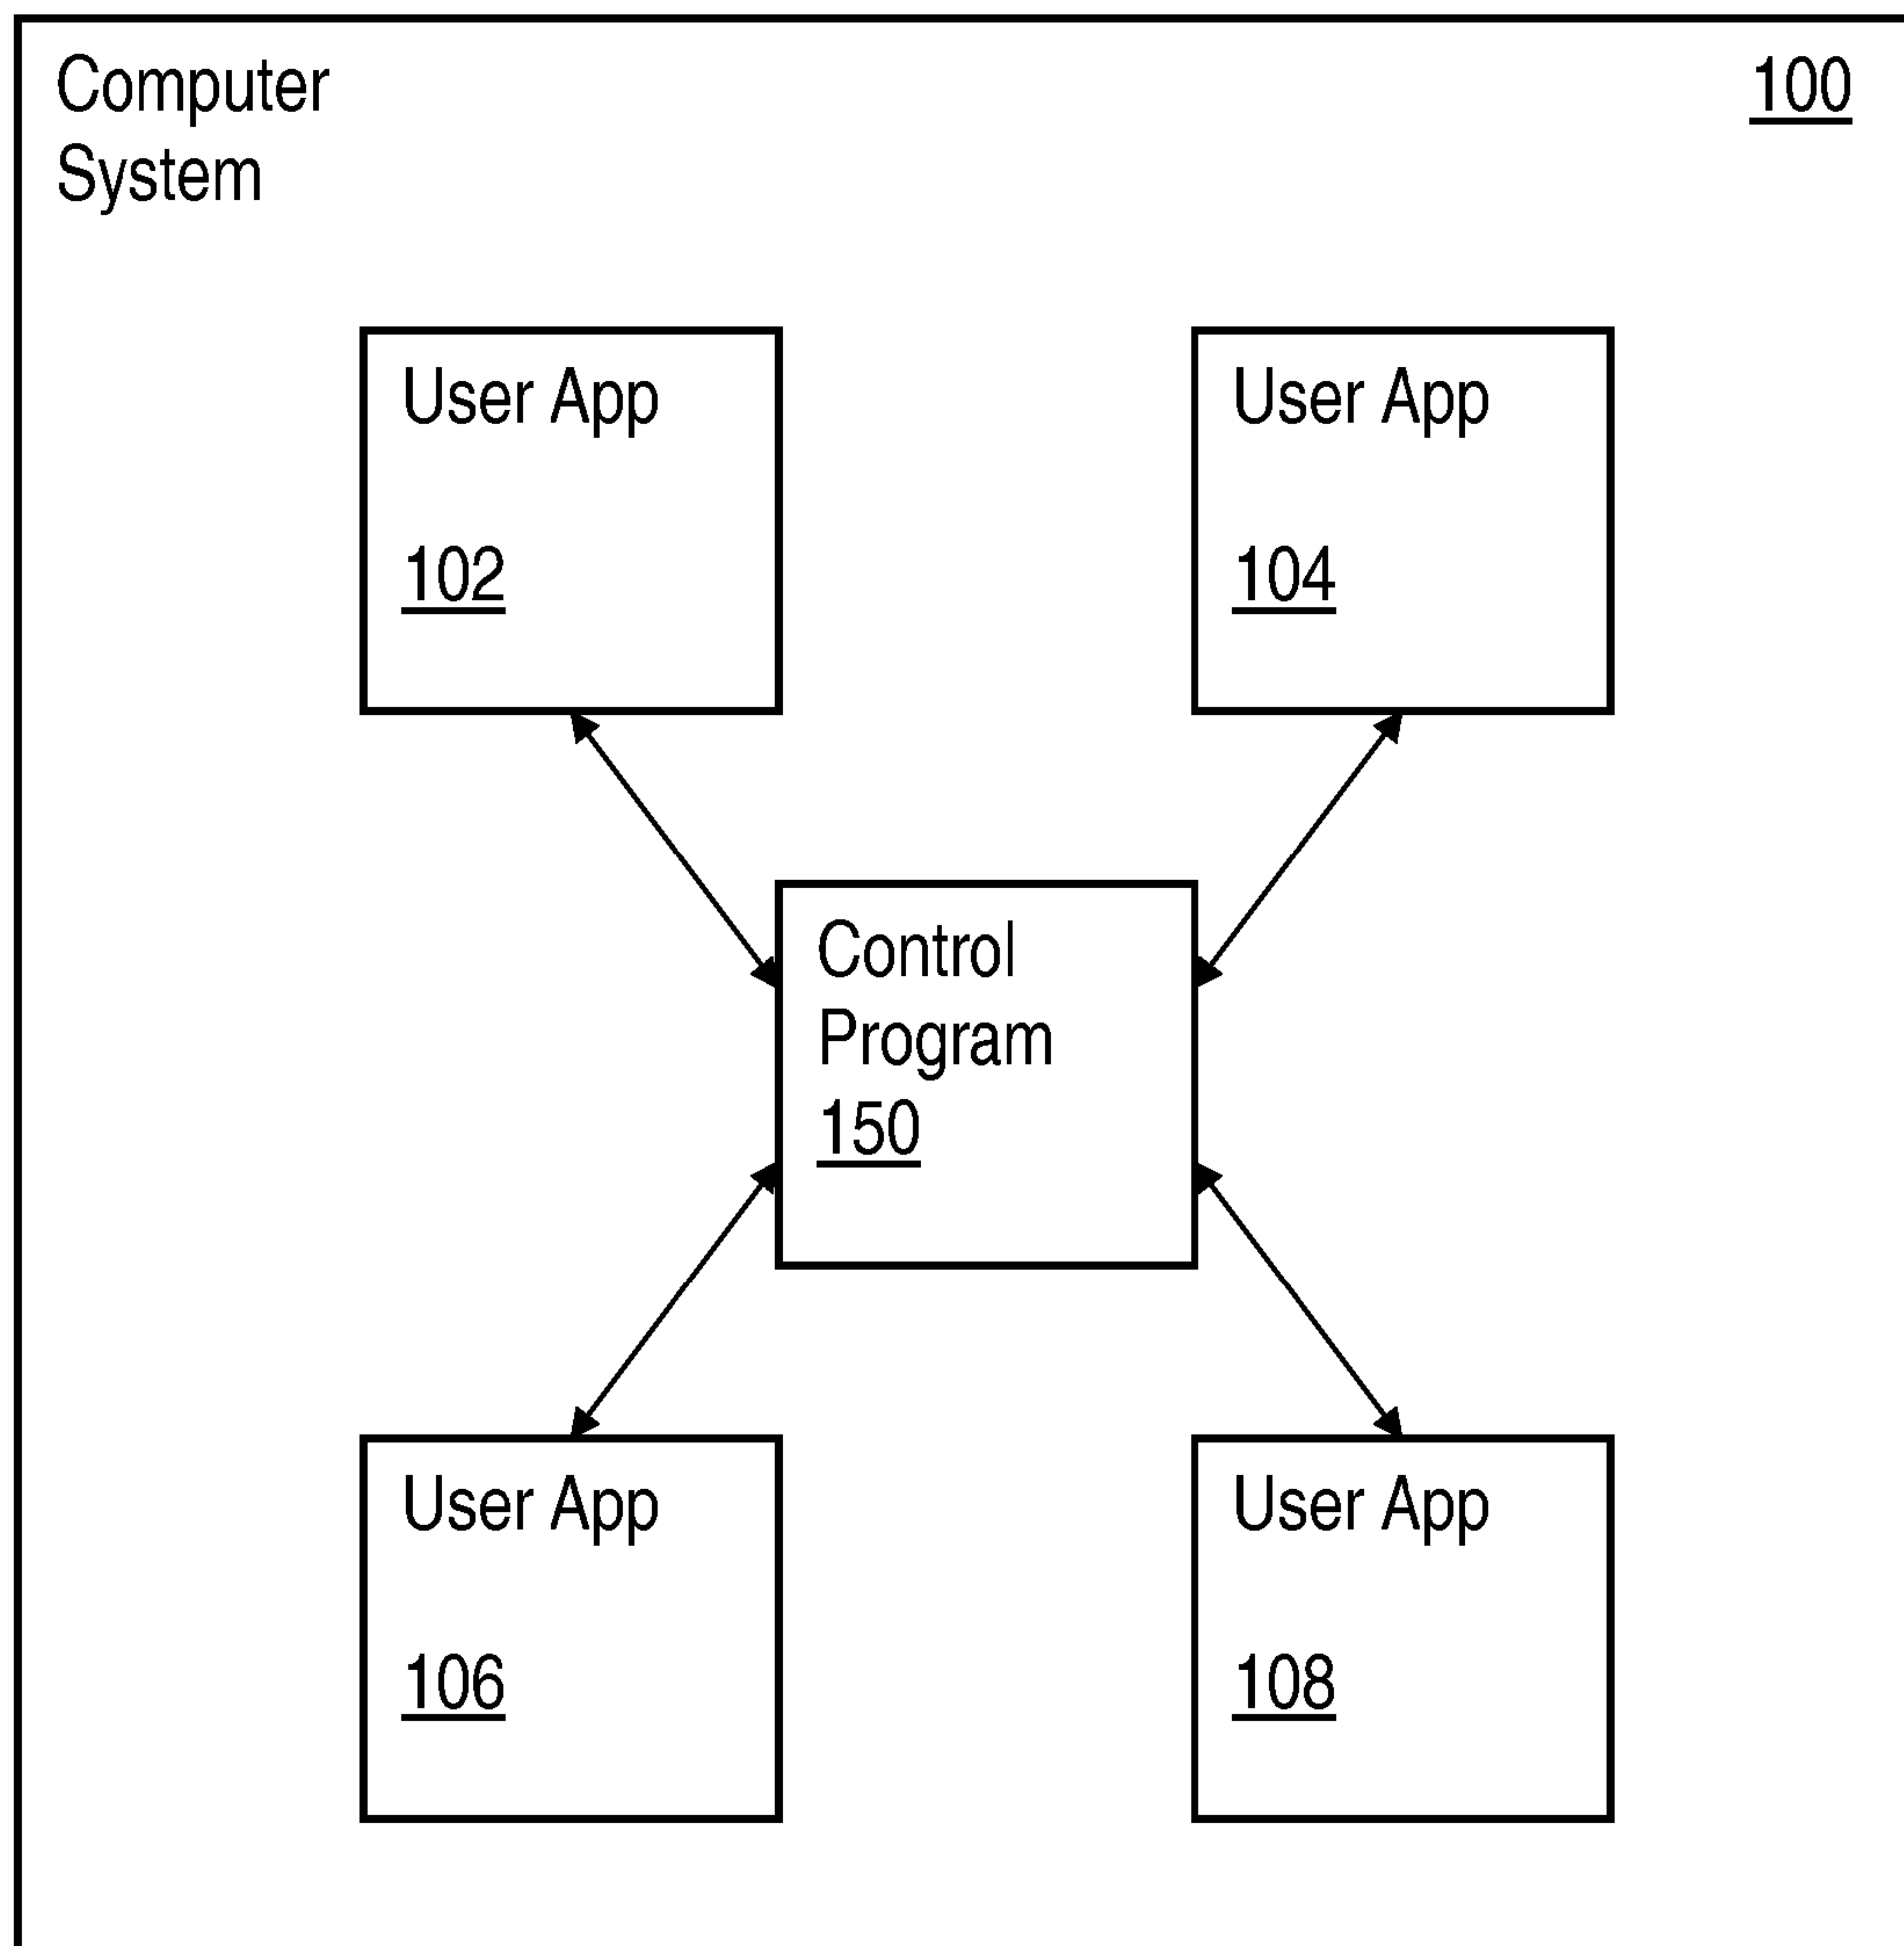 Computer
System
100
User App
102
User App
104
Control
Program
150
User App
106
User App
108